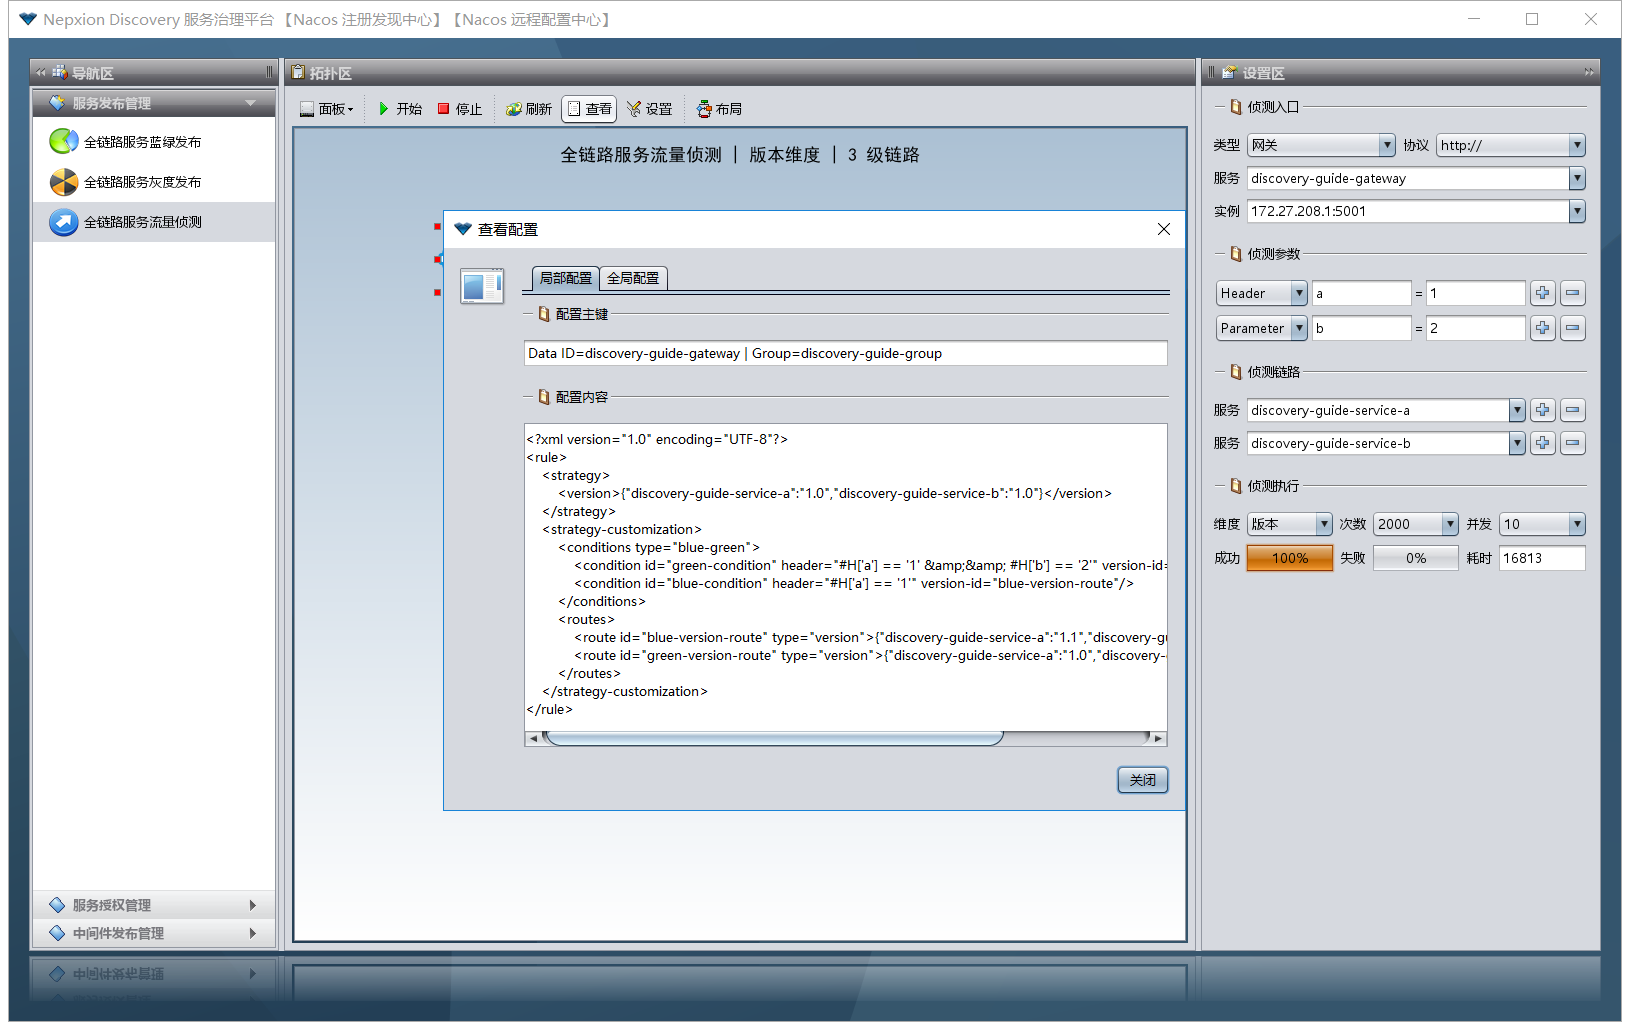 Nepxion Discovery 服务治理平台 【Nacos 注册发现中心】【Nacos 远程配置中心】
导航区
服务发布管理
全链路服务蓝绿发布
全链路服务灰度发布
全链路服务流量侦测
服务授权管理
中间件发布管理
拓扑区
面板 开始 停止 刷新 查看 设置 布局
全链路服务流量侦测 | 版本维度 | 3 级链路
查看配置
局部配置 全局配置
配置主键
Data ID=discovery-guide-gateway | Group=discovery-guide-group
配置内容
<?xml version="1.0" encoding="UTF-8"?>
<rule>
    <strategy>
        <version>{"discovery-guide-service-a":"1.0","discovery-guide-service-b":"1.0"}</version>
    </strategy>
    <strategy-customization>
        <conditions type="blue-green">
            <condition id="green-condition" header="#H['a'] == '1' &amp;&amp; #H['b'] == '2'" version-id=
            <condition id="blue-condition" header="#H['a'] == '1'" version-id="blue-version-route"/>
        </conditions>
        <routes>
            <route id="blue-version-route" type="version">{"discovery-guide-service-a":"1.1","discovery-gu
            <route id="green-version-route" type="version">{"discovery-guide-service-a":"1.0","discovery-
        </routes>
    </strategy-customization>
</rule>
关闭
设置区
侦测入口
类型 网关 协议 http://
服务 discovery-guide-gateway
实例 172.27.208.1:5001
侦测参数
Header a = 1
Parameter b = 2
侦测链路
服务 discovery-guide-service-a
服务 discovery-guide-service-b
侦测执行
维度 版本 次数 2000 并发 10
成功 100% 失败 0% 耗时 16813